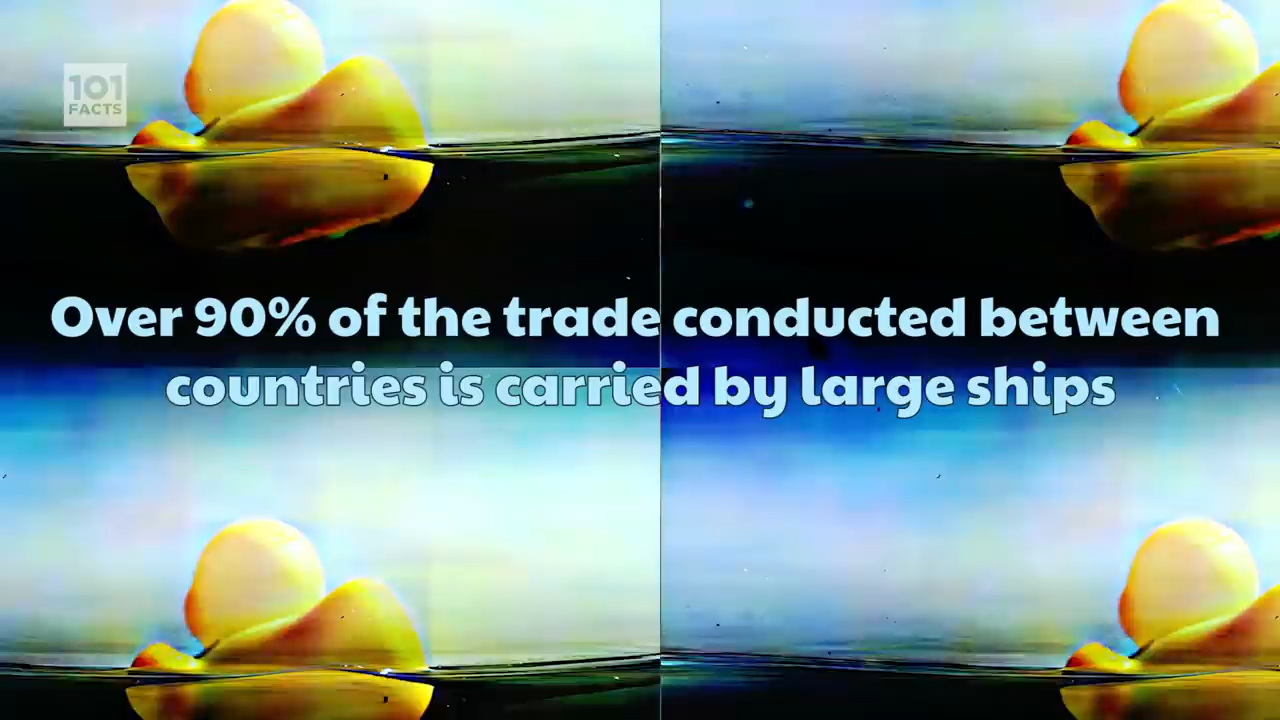 101
FACTS
Over 90% of the trade conducted between
countries is carried by large ships